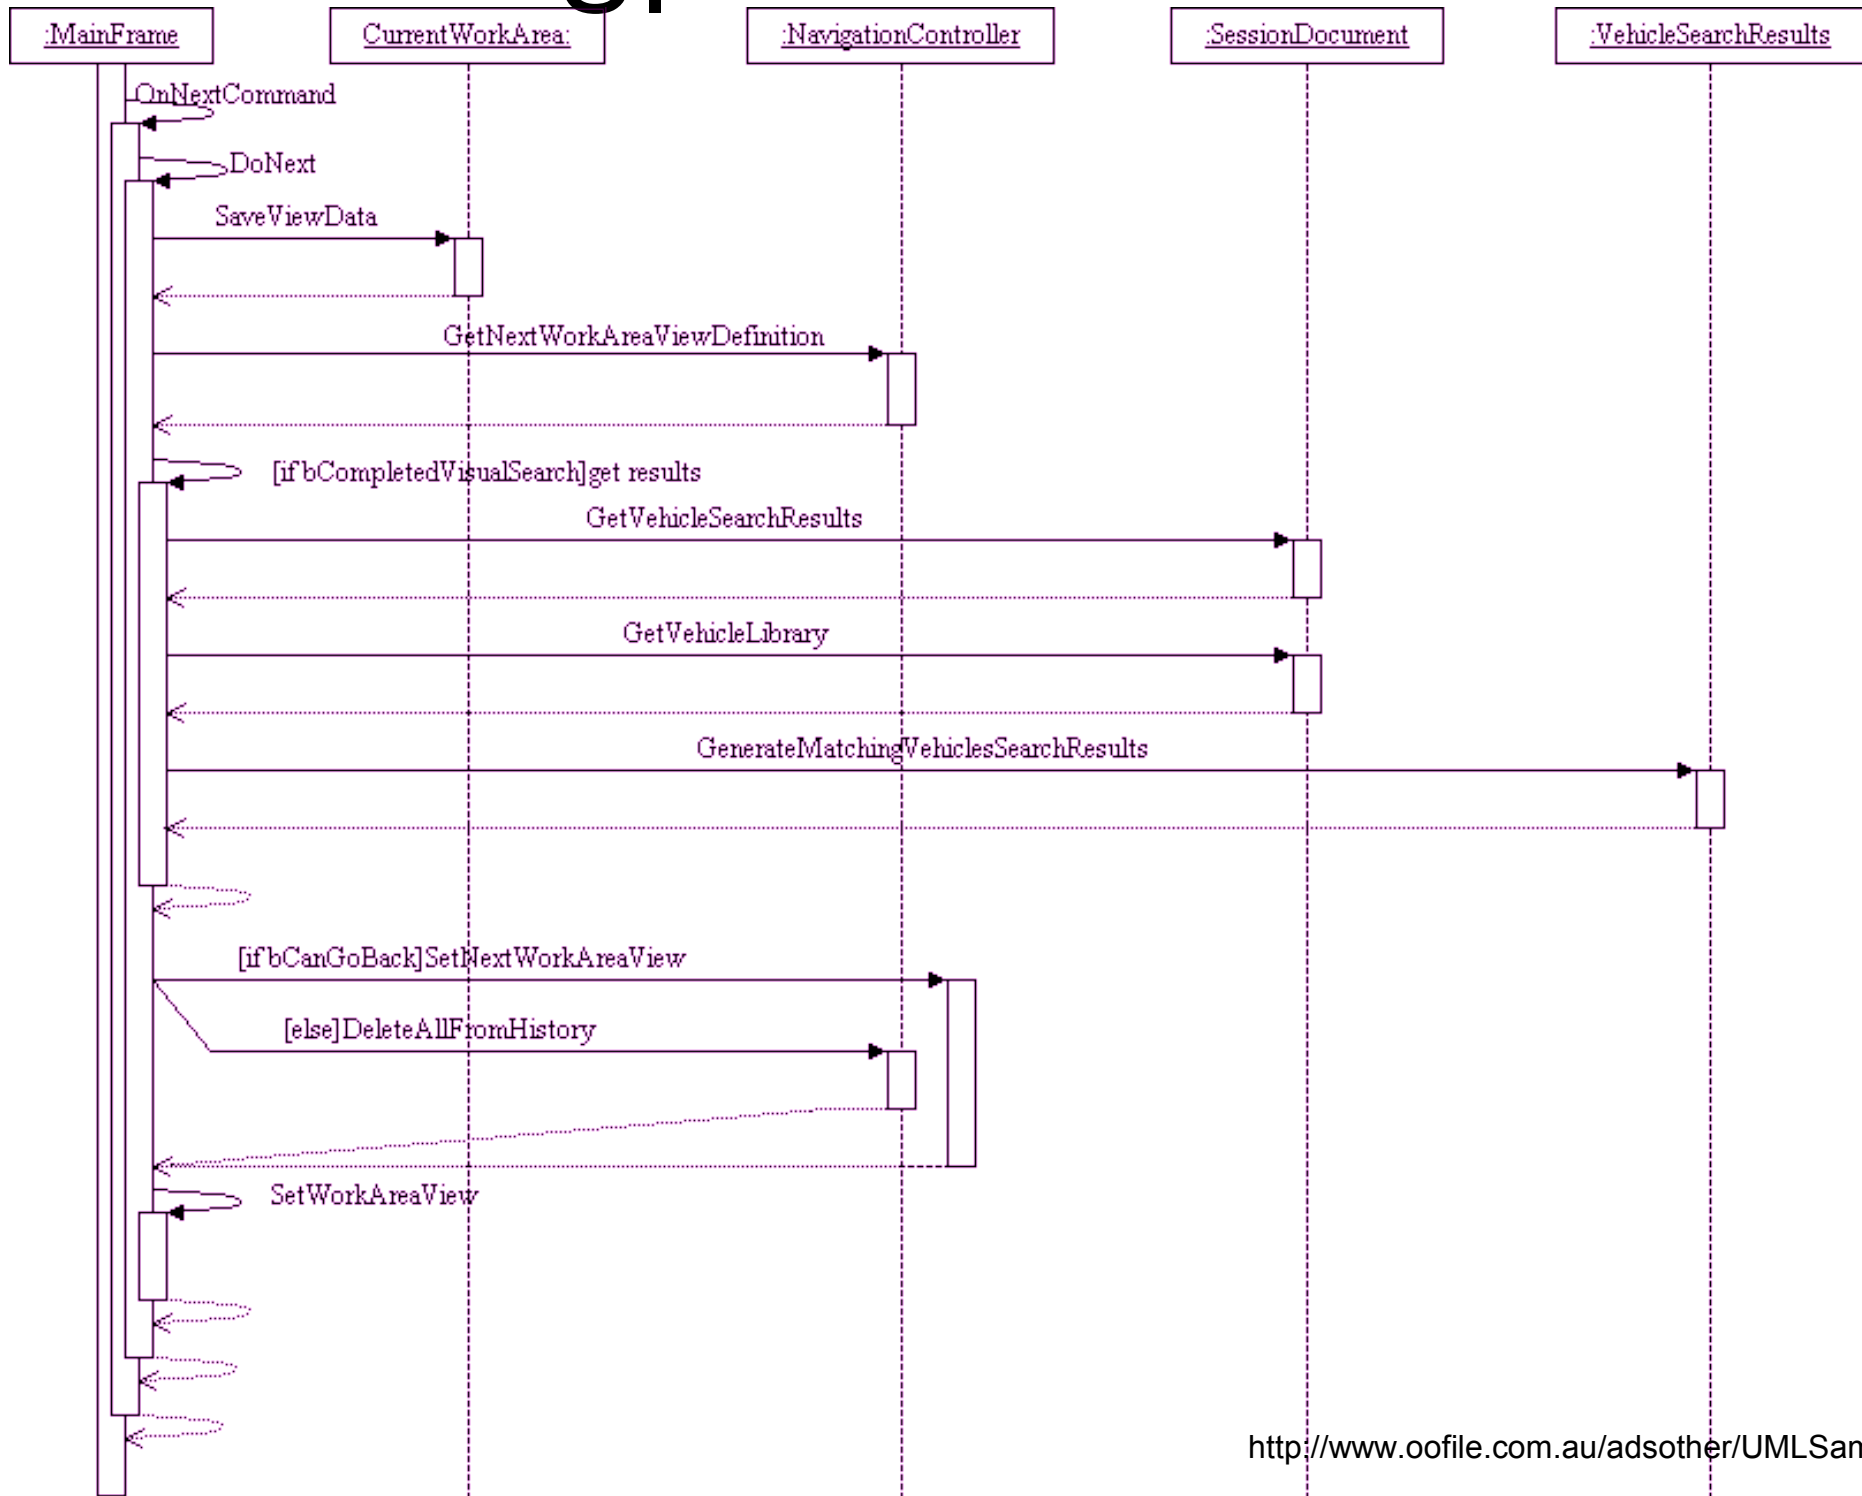 :MainFrame
CurrentWorkArea:
:NavigationController
:SessionDocument
:VehicleSearchResults
OnNextCommand
DoNext
SaveViewData
GetNextWorkAreaViewDefinition
[if bCompletedVisualSearch]get results
GetVehicleSearchResults
GetVehicleLibrary
GenerateMatchingVehiclesSearchResults
[if bCanGoBack]SetNextWorkAreaView
[else]DeleteAllFromHistory
SetWorkAreaView
http://www.oofile.com.au/adsother/UMLSam